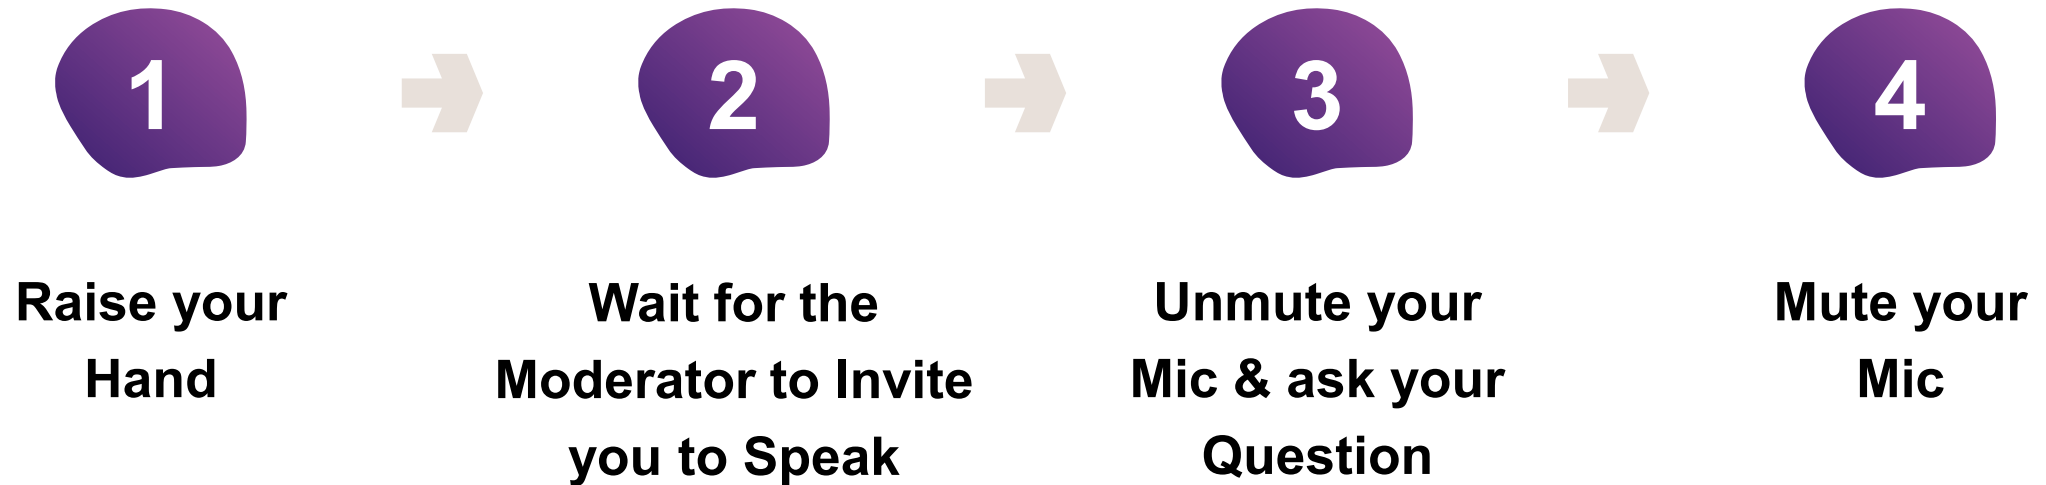 1
2
3
4
Raise your
Hand
Wait for the
Moderator to Invite
you to Speak
Unmute your
Mic & ask your
Question
Mute your
Mic